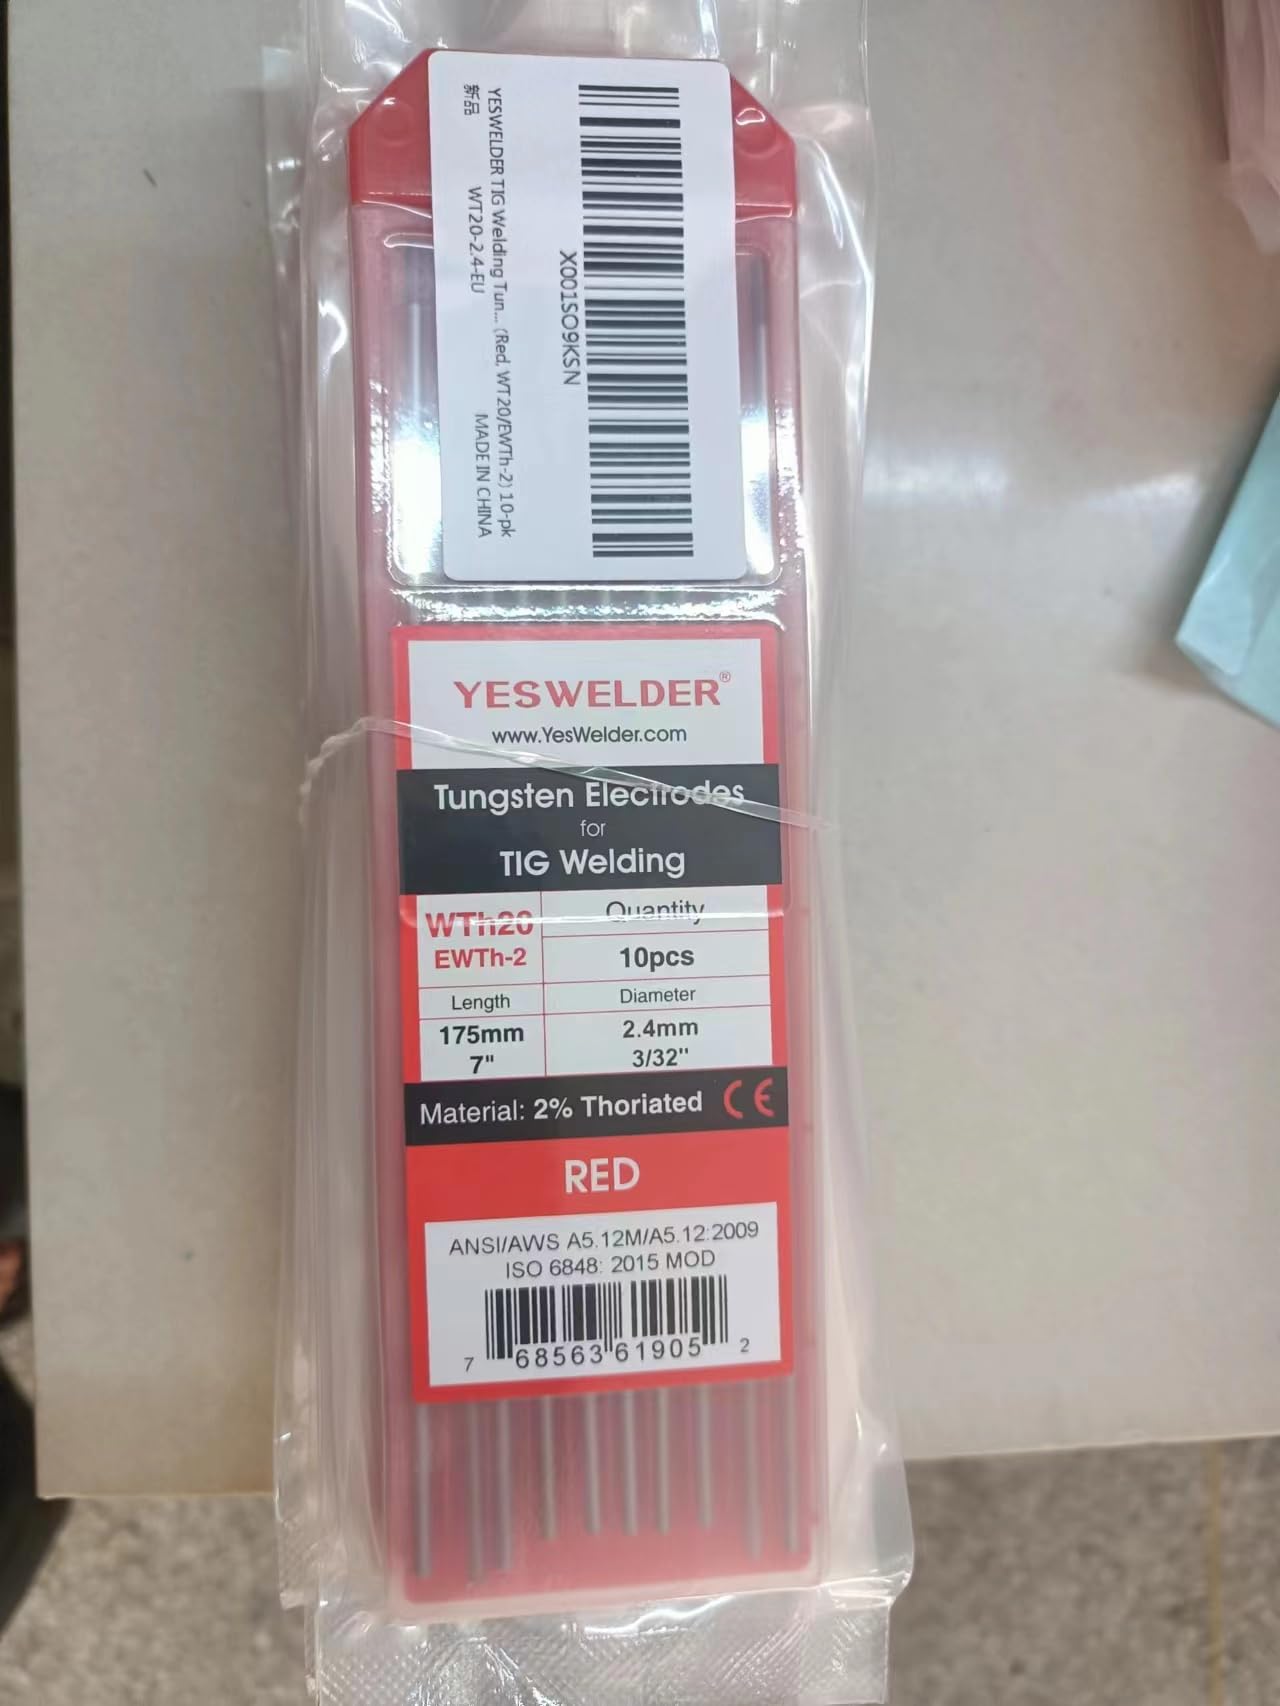 X001SO9KSN
YESWELDER TIG Welding Tun... (Red, WT20/EWTh-2) 10-pk
新品 WT20-2.4-EU MADE IN CHINA
YESWELDER®
www.YesWelder.com
Tungsten Electrodes
for
TIG Welding
WTh20
EWTh-2
Quantity
10pcs
Length
Diameter
175mm
7"
2.4mm
3/32"
Material: 2% Thoriated CE
RED
ANSI/AWS A5.12M/A5.12:2009
ISO 6848: 2015 MOD
7 68563 61905 2